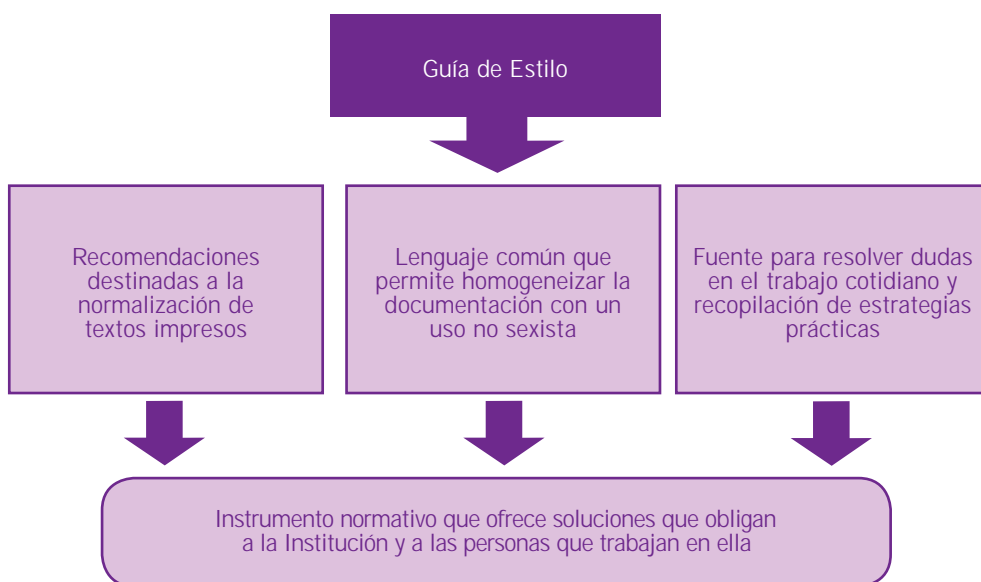 Guía de Estilo
Recomendaciones
destinadas a la
normalización de
textos impresos
Lenguaje común que
permite homogeneizar la
documentación con un
uso no sexista
Fuente para resolver dudas
en el trabajo cotidiano y
recopilación de estrategias
prácticas
Instrumento normativo que ofrece soluciones que obligan
a la Institución y a las personas que trabajan en ella